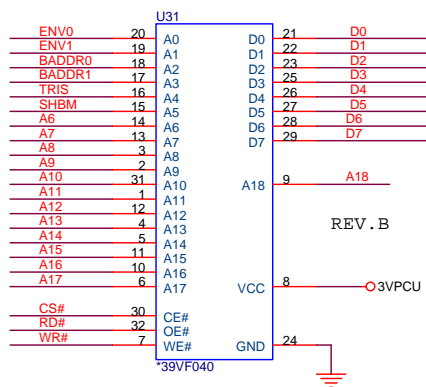 U31
ENV0 20 A0 D0 21 D0
ENV1 19 A1 D1 22 D1
BADDR0 18 A2 D2 23 D2
BADDR1 17 A3 D3 25 D3
TRIS 16 A4 D4 26 D4
SHBM 15 A5 D5 27 D5
A6 14 A6 D6 28 D6
A7 13 A7 D7 29 D7
A8 3 A8
A9 2 A9
A10 31 A10 A18 9 A18
A11 1 A11
A12 12 A12
A13 4 A13 REV.B
A14 5 A14
A15 11 A15
A16 10 A16
A17 6 A17 VCC 8 3VPCU
CS# 30 CE#
RD# 32 OE#
WR# 7 WE# GND 24
*39VF040